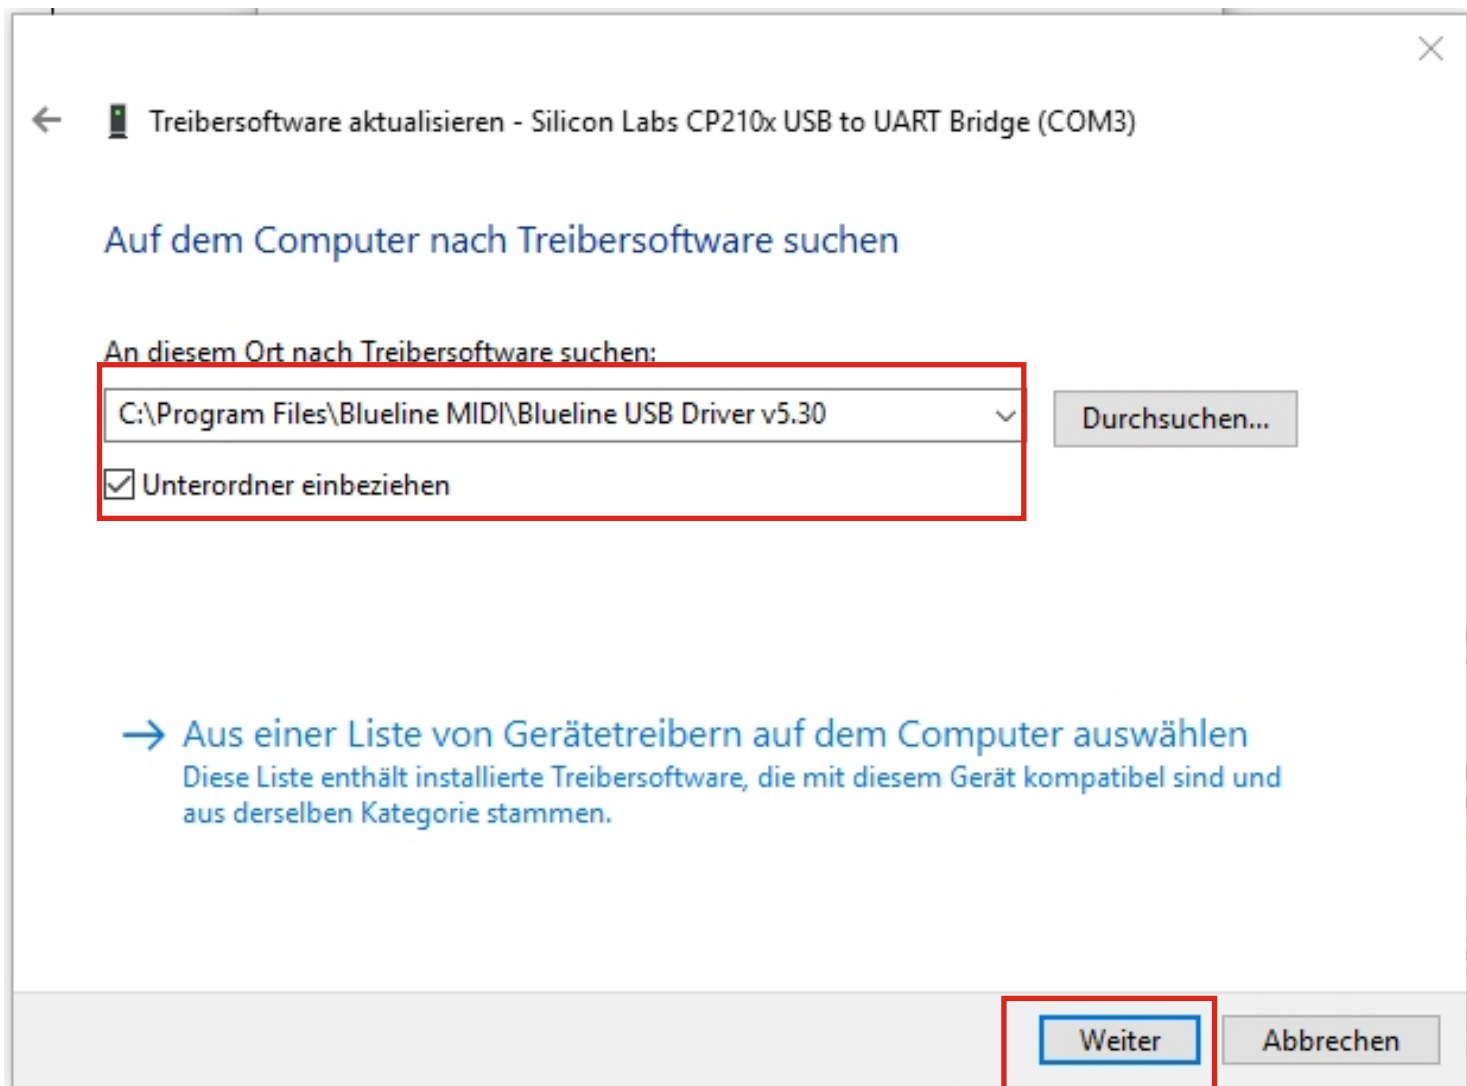 Treibersoftware aktualisieren - Silicon Labs CP210x USB to UART Bridge (COM3)
Auf dem Computer nach Treibersoftware suchen
An diesem Ort nach Treibersoftware suchen:
C:\Program Files\Blueline MIDI\Blueline USB Driver v5.30
Durchsuchen...
Unterordner einbeziehen
Aus einer Liste von Gerätetreibern auf dem Computer auswählen
Diese Liste enthält installierte Treibersoftware, die mit diesem Gerät kompatibel sind und
aus derselben Kategorie stammen.
Weiter
Abbrechen